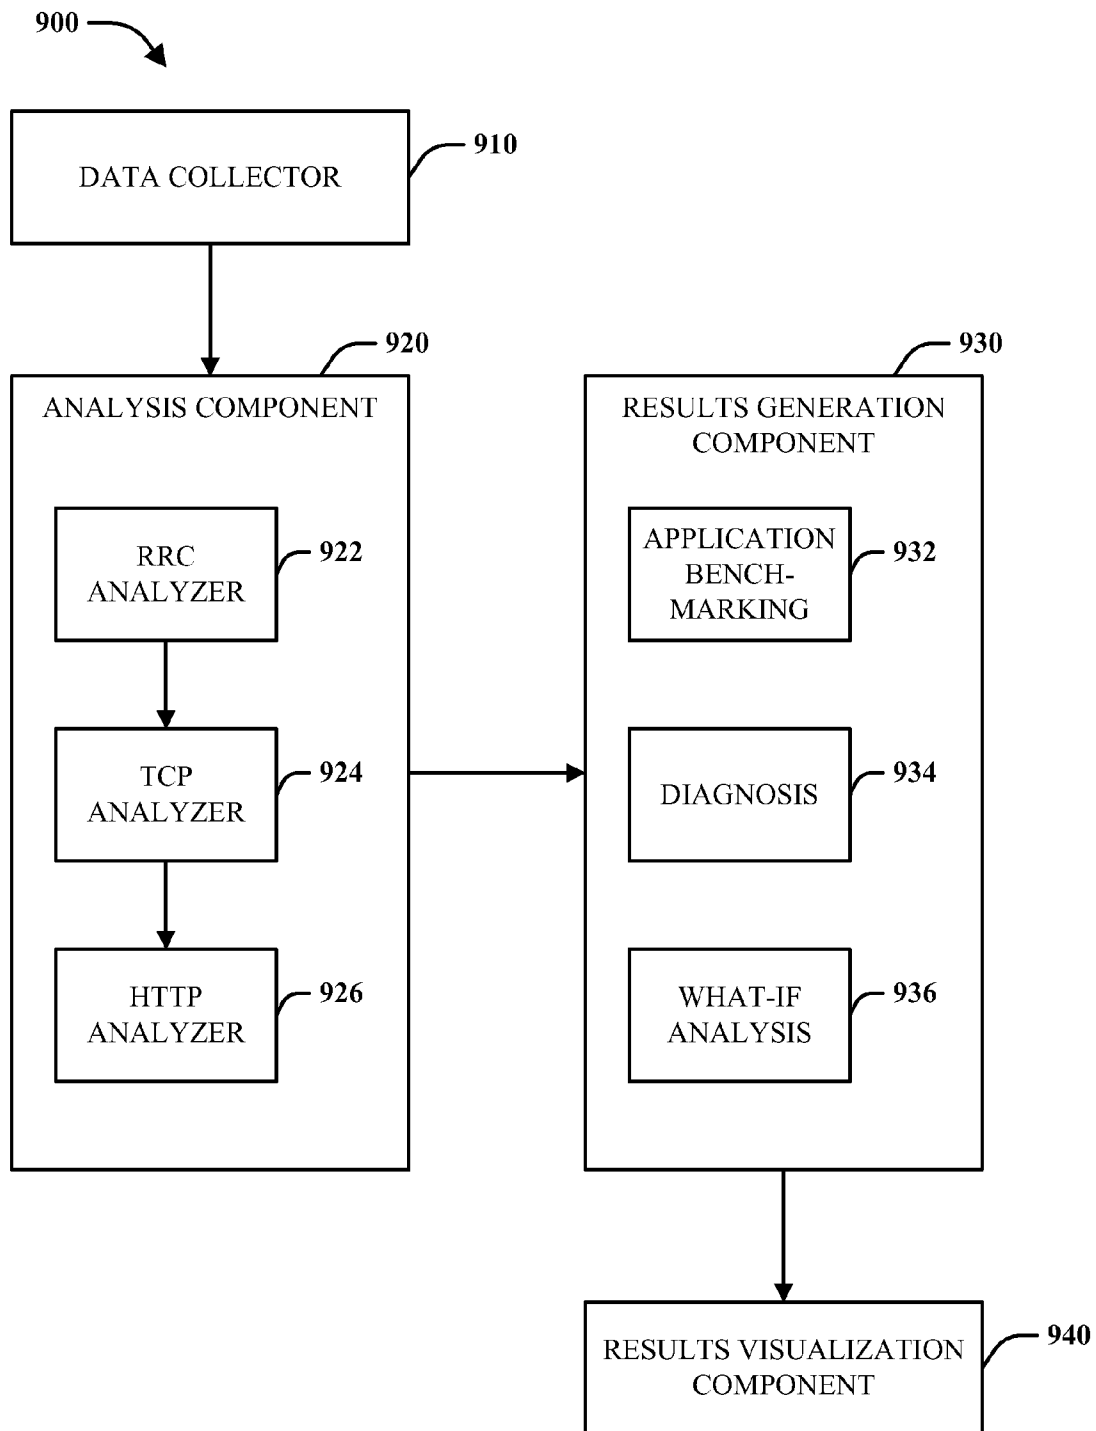 900
DATA COLLECTOR
910
920
ANALYSIS COMPONENT
RRC
ANALYZER
922
TCP
ANALYZER
924
HTTP
ANALYZER
926
930
RESULTS GENERATION
COMPONENT
APPLICATION
BENCH-
MARKING
932
DIAGNOSIS
934
WHAT-IF
ANALYSIS
936
RESULTS VISUALIZATION
COMPONENT
940